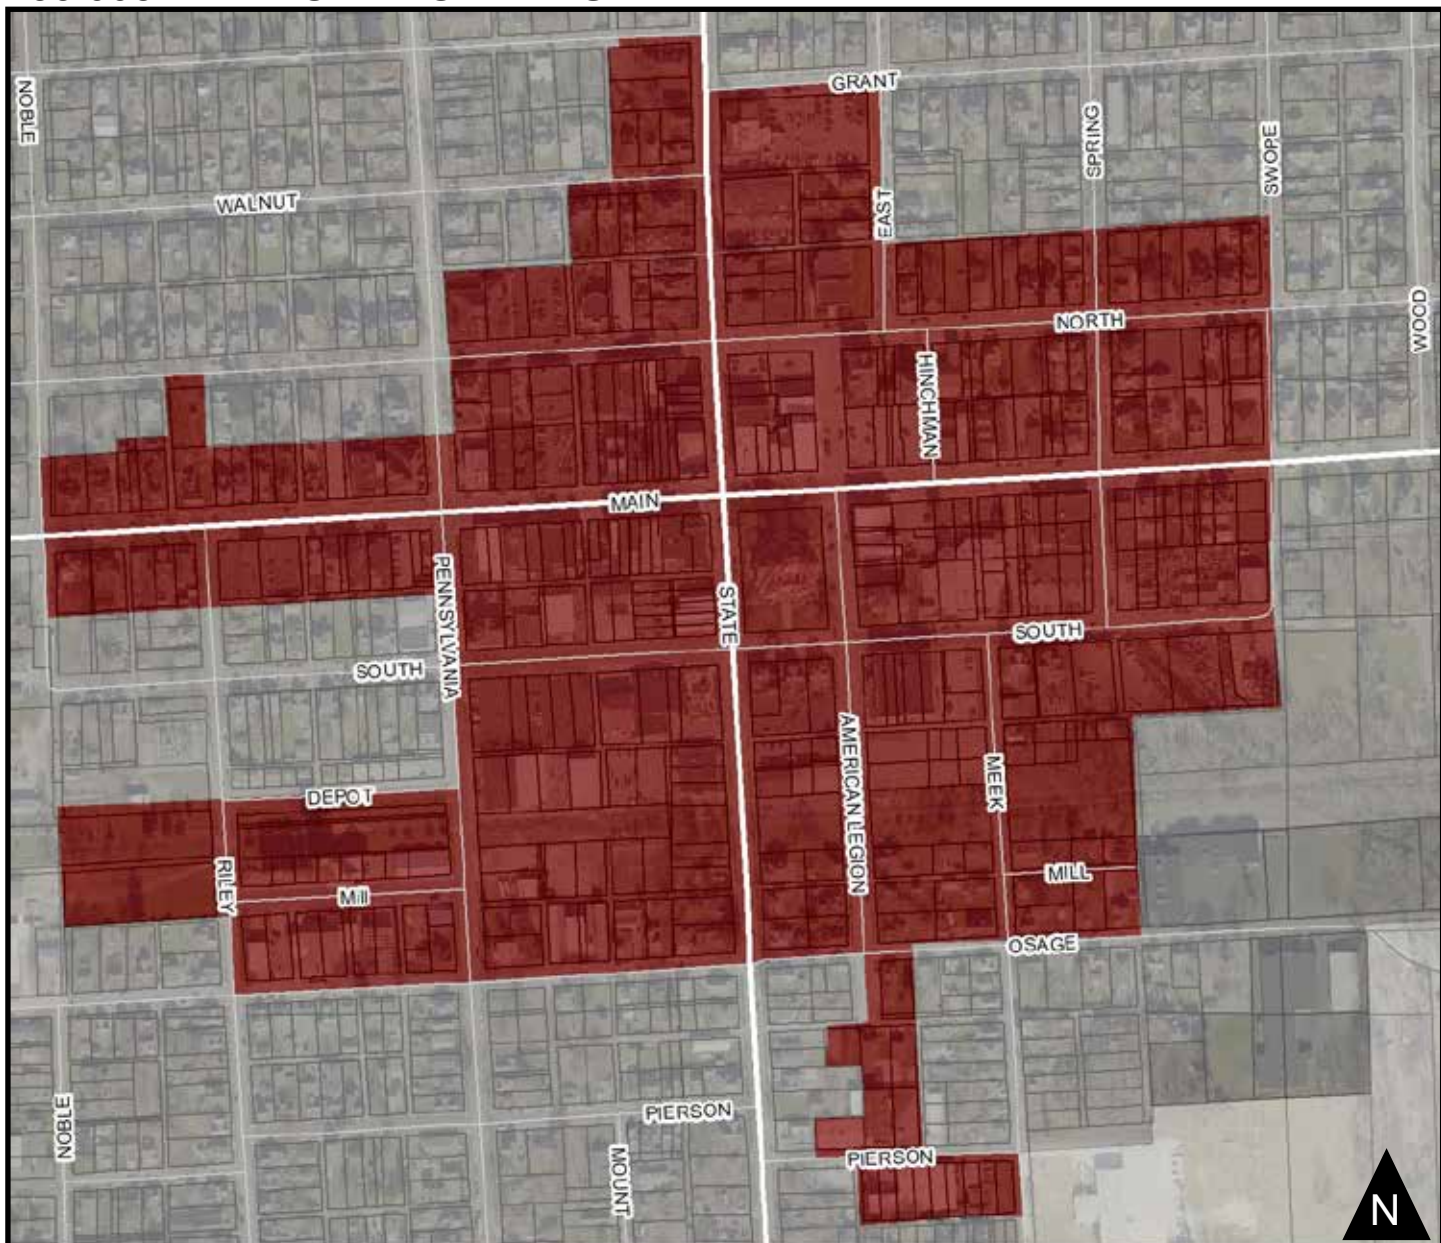 GRANT
NOBLE
SPRING
SWOPE
WALNUT
EAST
NORTH
WOOD
HINCHMAN
MAIN
PENNSYLVANIA
STATE
SOUTH
SOUTH
AMERICAN LEGION
MEEK
DEPOT
RILEY
Mill
MILL
OSAGE
PIERSON
NOBLE
MOUNT
PIERSON
N